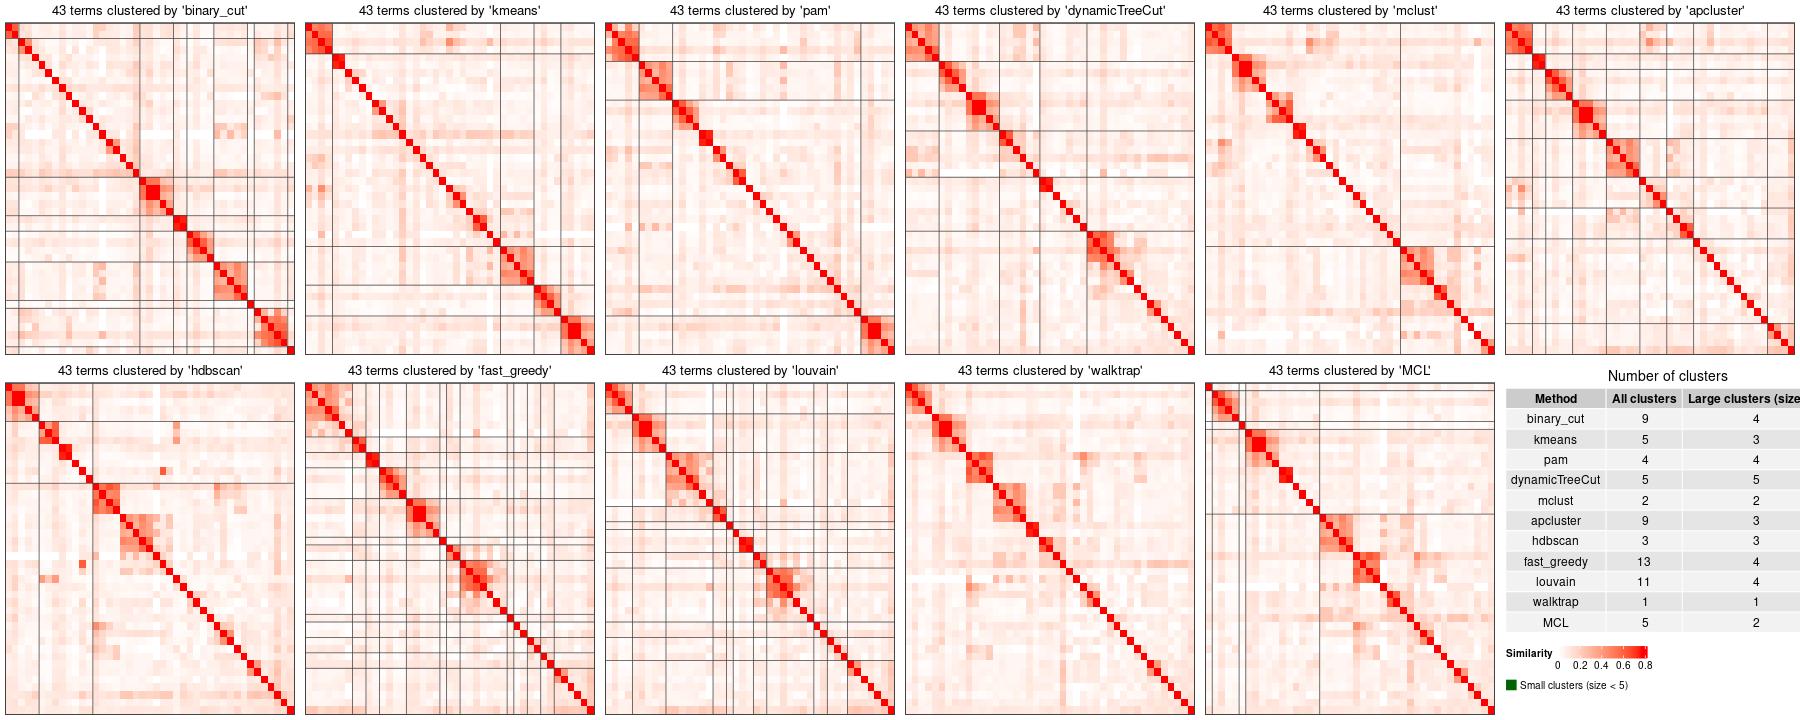 43 terms clustered by 'binary_cut'
43 terms clustered by 'kmeans'
43 terms clustered by 'pam'
43 terms clustered by 'dynamicTreeCut'
43 terms clustered by 'mclust'
43 terms clustered by 'apcluster'
43 terms clustered by 'hdbscan'
43 terms clustered by 'fast_greedy'
43 terms clustered by 'louvain'
43 terms clustered by 'walktrap'
43 terms clustered by 'MCL'
Number of clusters
Method All clusters Large clusters (size
binary_cut 9 4
kmeans 5 3
pam 4 4
dynamicTreeCut 5 5
mclust 2 2
apcluster 9 3
hdbscan 3 3
fast_greedy 13 4
louvain 11 4
walktrap 1 1
MCL 5 2
Similarity
0 0.2 0.4 0.6 0.8
Small clusters (size < 5)